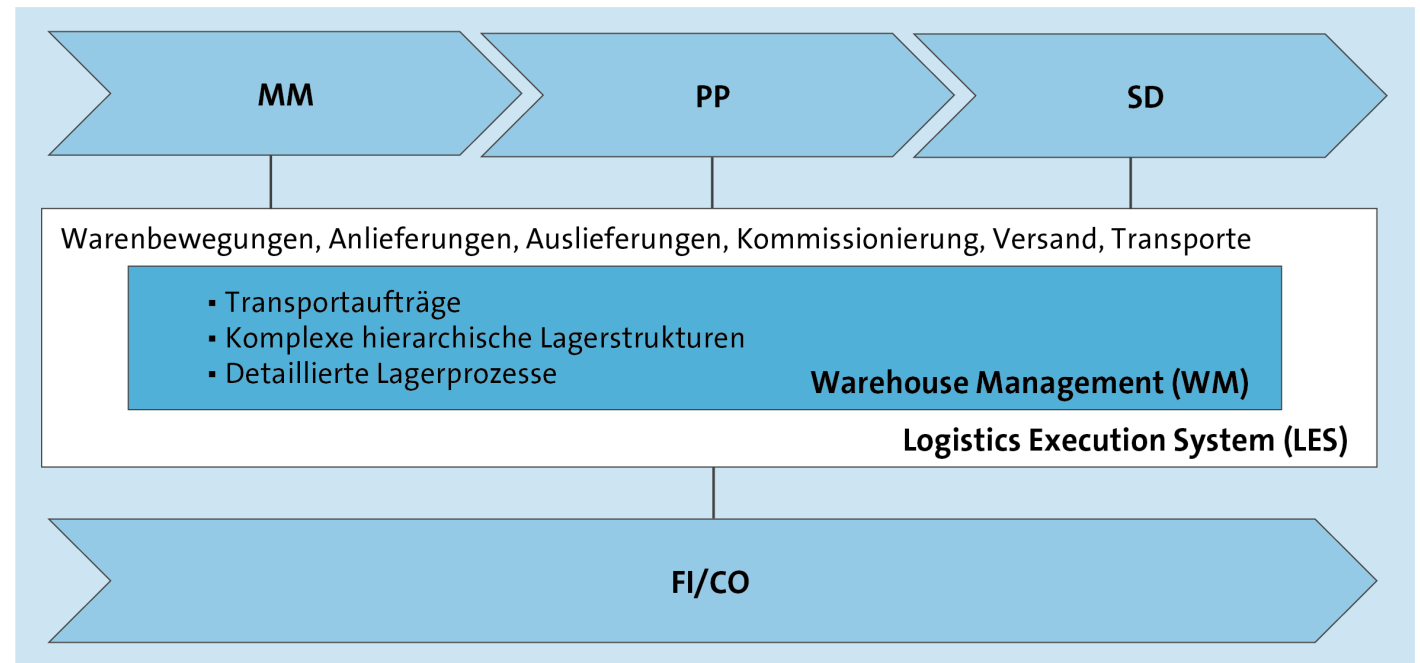 MM
PP
SD
Warenbewegungen, Anlieferungen, Auslieferungen, Kommissionierung, Versand, Transporte
▪ Transportaufträge
▪ Komplexe hierarchische Lagerstrukturen
▪ Detaillierte Lagerprozesse
Warehouse Management (WM)
Logistics Execution System (LES)
FI/CO